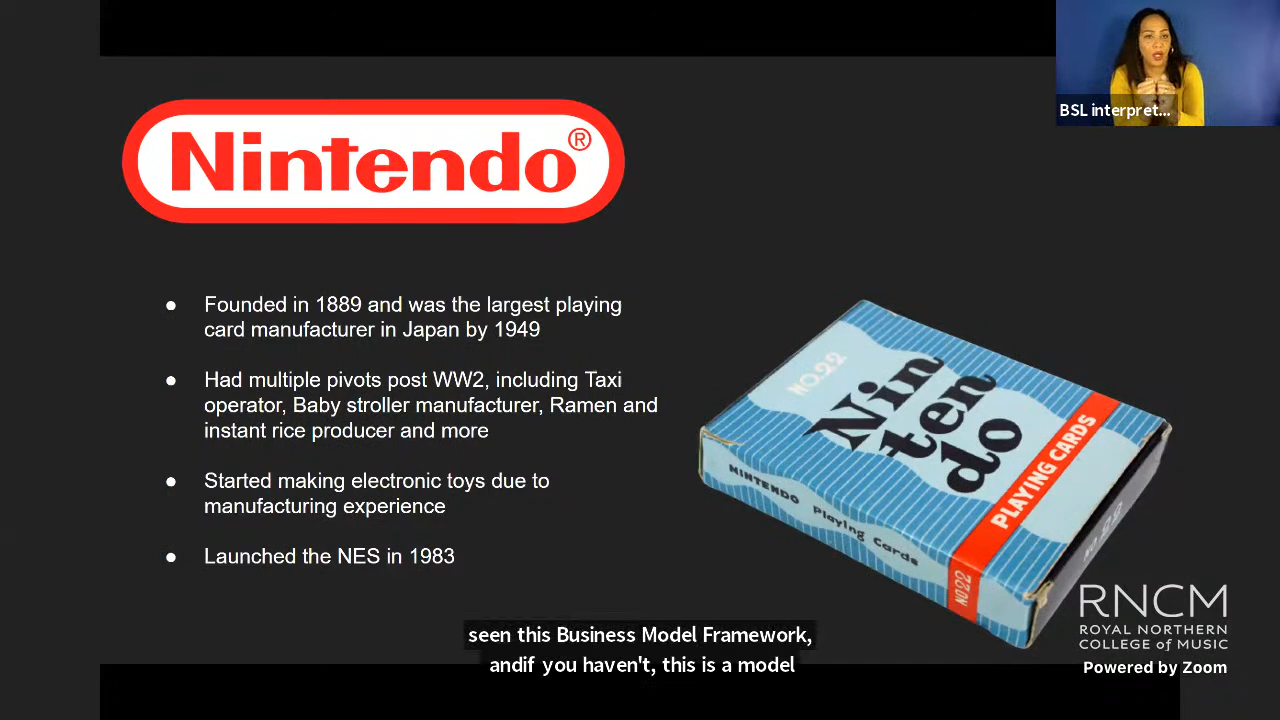 BSL interpret...
Nintendo®
● Founded in 1889 and was the largest playing
card manufacturer in Japan by 1949
● Had multiple pivots post WW2, including Taxi
operator, Baby stroller manufacturer, Ramen and
instant rice producer and more
● Started making electronic toys due to
manufacturing experience
● Launched the NES in 1983
NO.22
Nin
ten
do
PLAYING CARDS
NINTENDO Playing Cards
NO 22
NO 22
RNCM
ROYAL NORTHERN
COLLEGE of MUSIC
Powered by Zoom
seen this Business Model Framework,
andif you haven't, this is a model